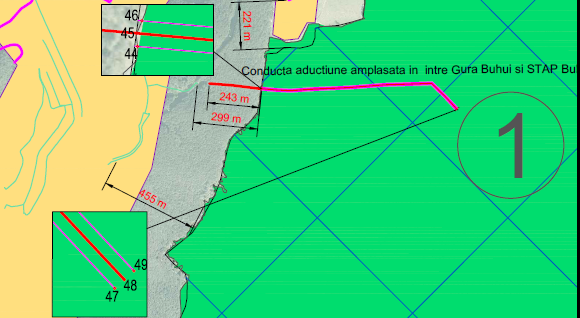 46
45
44
221 m
Conducta aductiune amplasata in intre Gura Buhui si STAP Bu
243 m
299 m
1
455 m
49
48
47